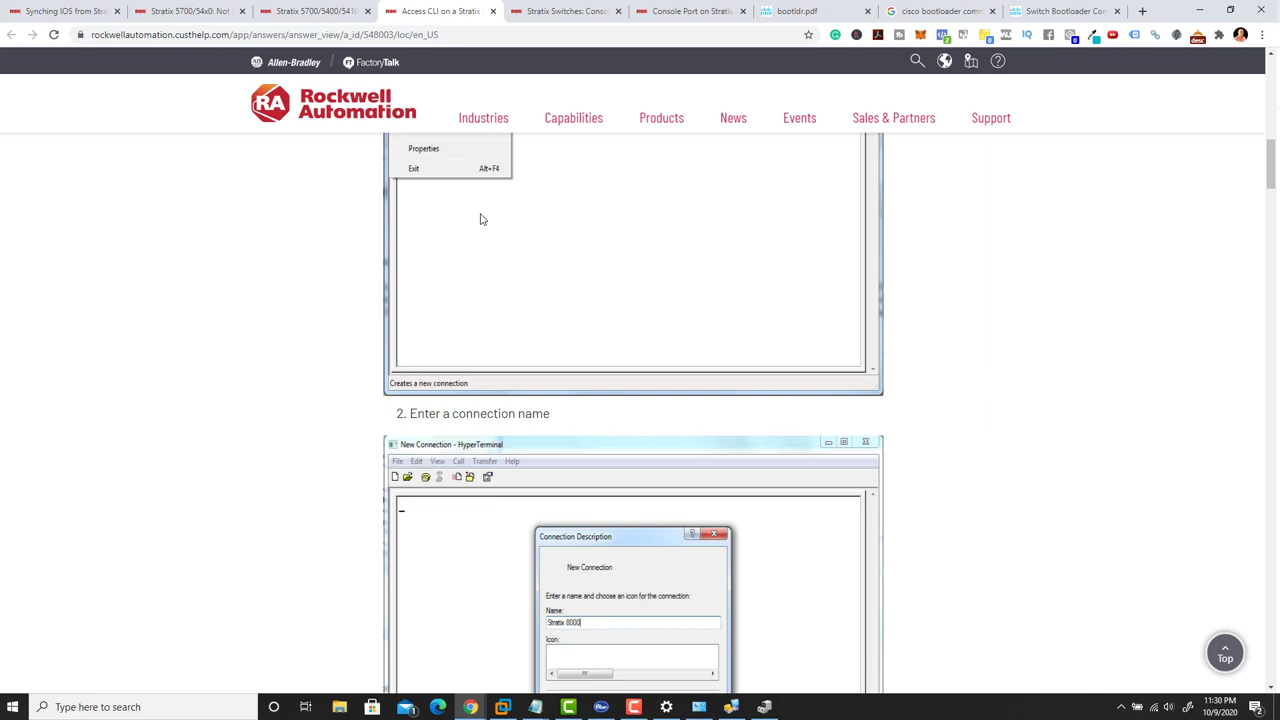 Synching IOS from Stra
Stratix 5700/54x0: Not
Stratix 5700/5400/5410
Access CLI on a Stratix
Stratix Switches: Conso
Console Port on Stratix
bootldr.pdf
cisco bootloader comm
Switch Bootloader Com
rockwellautomation.custhelp.com/app/answers/answer_view/a_id/548003/loc/en_US
Allen-Bradley
FactoryTalk
Rockwell
Automation
Industries
Capabilities
Products
News
Events
Sales & Partners
Support
Properties
Exit Alt+F4
Creates a new connection
2. Enter a connection name
New Connection - HyperTerminal
File Edit View Call Transfer Help
Connection Description
New Connection
Enter a name and choose an icon for the connection:
Name:
Stratix 8000
Icon:
Top
Type here to search
11:30 PM
10/9/2020